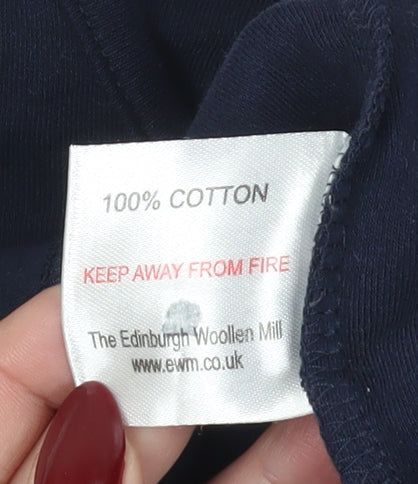 100% COTTON
KEEP AWAY FROM FIRE
The Edinburgh Woollen Mill
www.ewm.co.uk